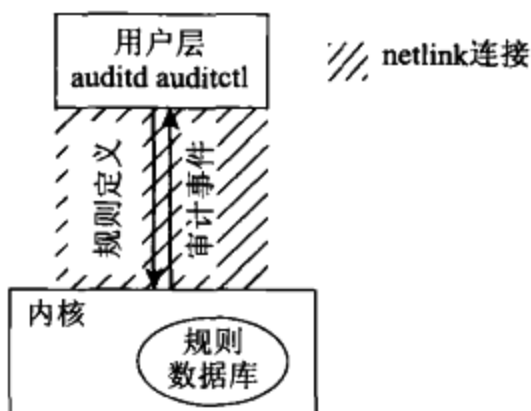 用户层
auditd auditctl
netlink连接
规则定义
审计事件
内核
规则
数据库